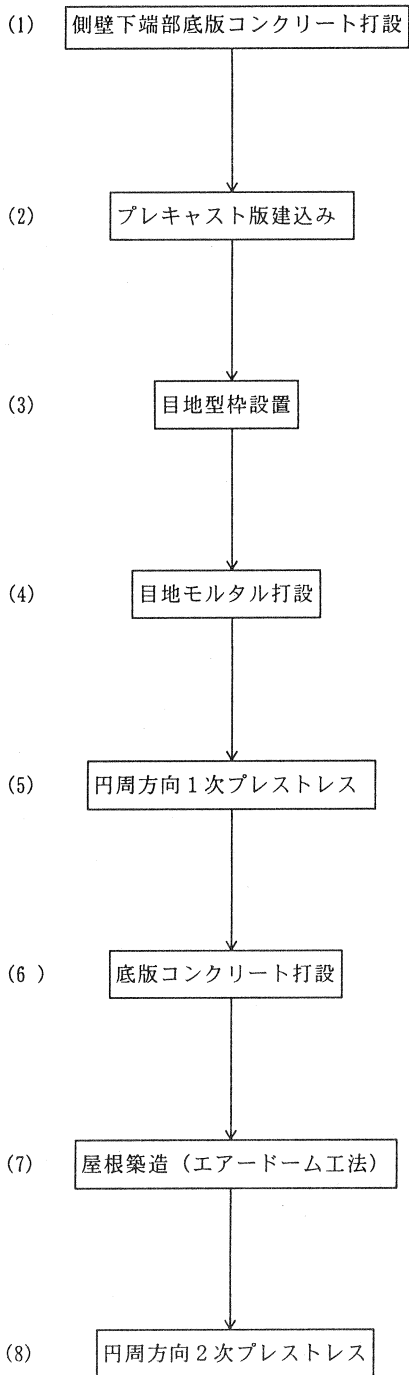 (1) 側壁下端部底版コンクリート打設
(2) プレキャスト版建込み
(3) 目地型枠設置
(4) 目地モルタル打設
(5) 円周方向1次プレストレス
(6 ) 底版コンクリート打設
(7) 屋根築造(エアードーム工法)
(8) 円周方向2次プレストレス